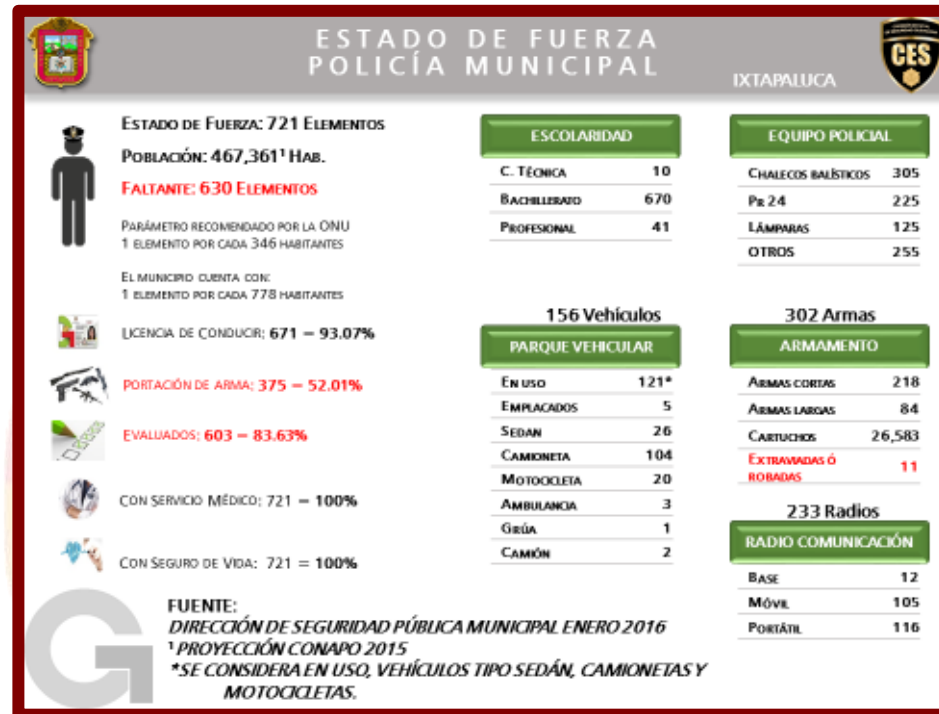 ESTADO DE FUERZA
POLICÍA MUNICIPAL
IXTAPALUCA
CES
ESTADO DE FUERZA: 721 ELEMENTOS
POBLACIÓN: 467,361¹ HAB.
FALTANTE: 630 ELEMENTOS
PARÁMETRO RECOMENDADO POR LA ONU
1 ELEMENTO POR CADA 346 HABITANTES
EL MUNICIPIO CUENTA CON:
1 ELEMENTO POR CADA 778 HABITANTES
LICENCIA DE CONDUCIR: 671 – 93.07%
PORTACIÓN DE ARMA: 375 – 52.01%
EVALUADOS: 603 – 83.63%
CON SERVICIO MÉDICO: 721 – 100%
CON SEGURO DE VIDA: 721 = 100%
ESCOLARIDAD
C. TÉCNICA 10
BACHILLERATO 670
PROFESIONAL 41
EQUIPO POLICIAL
CHALECOS BALÍSTICOS 305
PR 24 225
LÁMPARAS 125
OTROS 255
156 Vehículos
PARQUE VEHICULAR
EN USO 121*
EMPLACADOS 5
SEDAN 26
CAMIONETA 104
MOTOCICLETA 20
AMBULANCIA 3
GRÚA 1
CAMIÓN 2
302 Armas
ARMAMENTO
ARMAS CORTAS 218
ARMAS LARGAS 84
CARTUCHOS 26,583
EXTRAVIADAS Ó
ROBADAS 11
233 Radios
RADIO COMUNICACIÓN
BASE 12
MÓVIL 105
PORTÁTIL 116
G
FUENTE:
DIRECCIÓN DE SEGURIDAD PÚBLICA MUNICIPAL ENERO 2016
¹ PROYECCIÓN CONAPO 2015
*SE CONSIDERA EN USO, VEHÍCULOS TIPO SEDÁN, CAMIONETAS Y
MOTOCICLETAS.